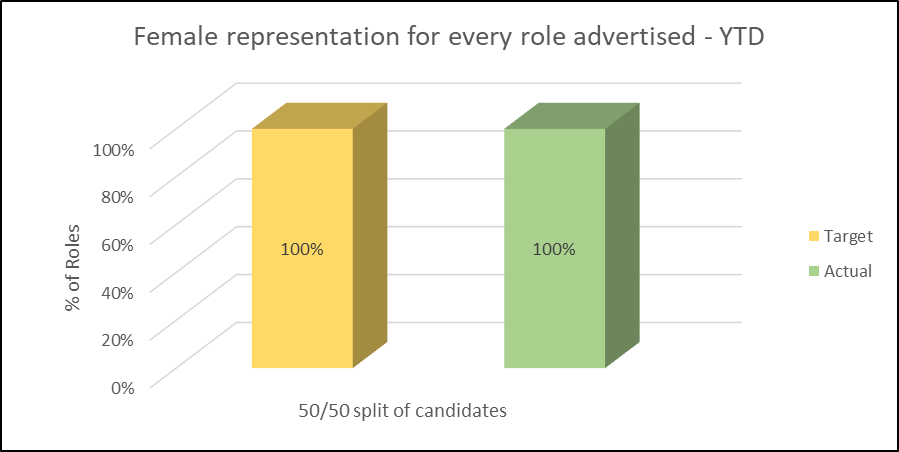 Female representation for every role advertised - YTD
100%
80%
60%
40%
20%
0%
% of Roles
100%
100%
50/50 split of candidates
Target
Actual